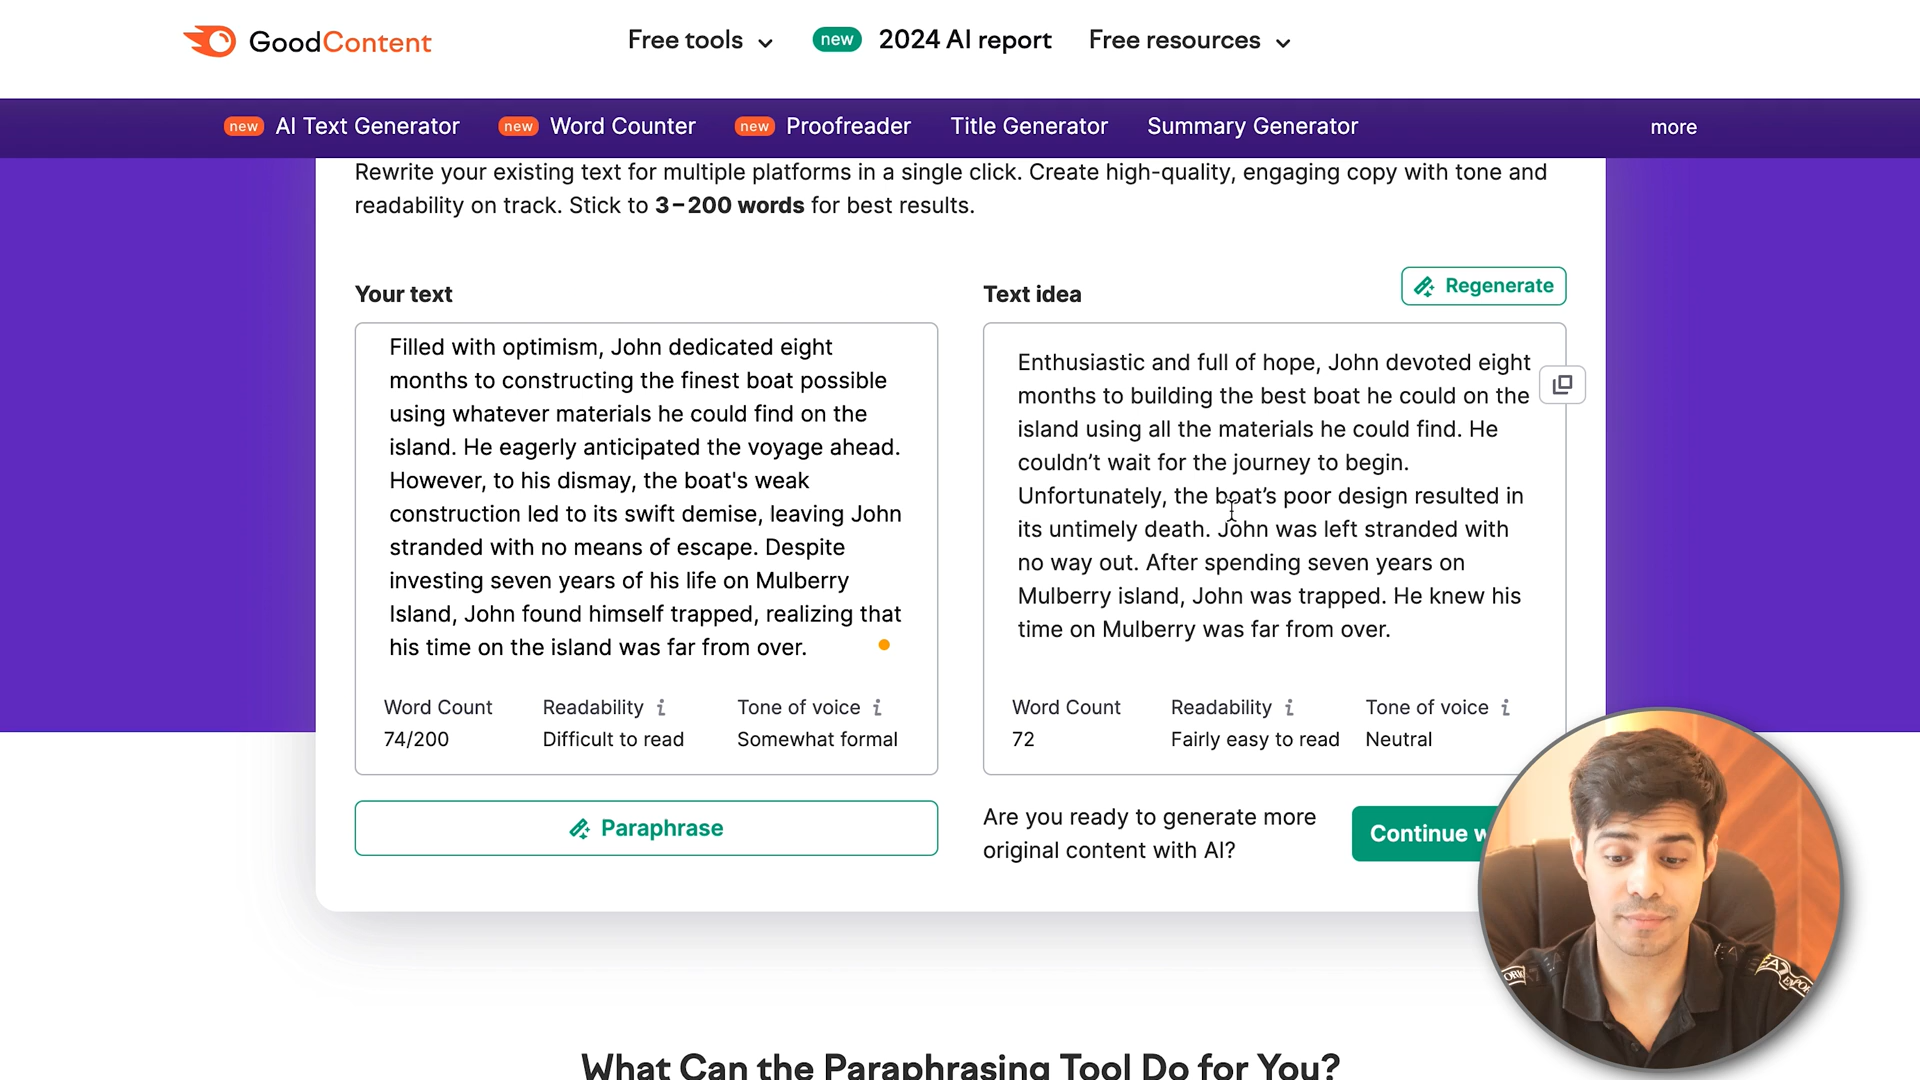 GoodContent
Free tools
new 2024 AI report
Free resources
new AI Text Generator
new Word Counter
new Proofreader
Title Generator
Summary Generator
more
Rewrite your existing text for multiple platforms in a single click. Create high-quality, engaging copy with tone and
readability on track. Stick to 3–200 words for best results.
Your text
Filled with optimism, John dedicated eight
months to constructing the finest boat possible
using whatever materials he could find on the
island. He eagerly anticipated the voyage ahead.
However, to his dismay, the boat's weak
construction led to its swift demise, leaving John
stranded with no means of escape. Despite
investing seven years of his life on Mulberry
Island, John found himself trapped, realizing that
his time on the island was far from over.
Word Count
74/200
Readability
Difficult to read
Tone of voice
Somewhat formal
Paraphrase
Text idea
Regenerate
Enthusiastic and full of hope, John devoted eight
months to building the best boat he could on the
island using all the materials he could find. He
couldn’t wait for the journey to begin.
Unfortunately, the boat’s poor design resulted in
its untimely death. John was left stranded with
no way out. After spending seven years on
Mulberry island, John was trapped. He knew his
time on Mulberry was far from over.
Word Count
72
Readability
Fairly easy to read
Tone of voice
Neutral
Are you ready to generate more
original content with AI?
Continue
What Can the Paraphrasing Tool Do for You?